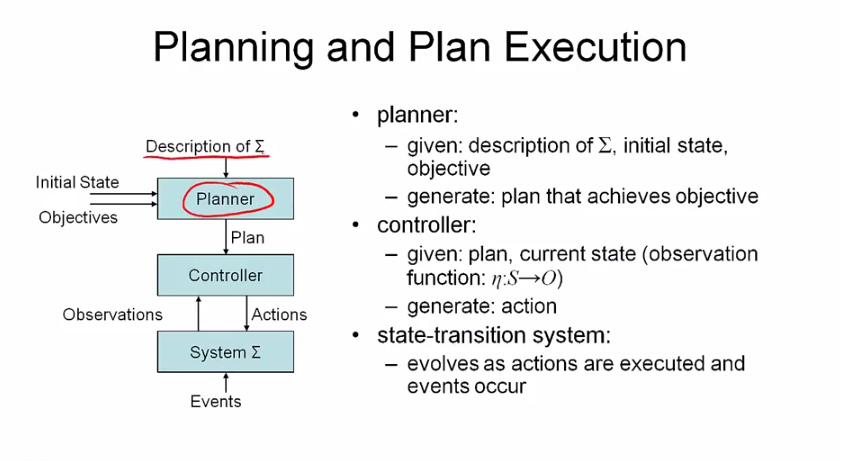 Planning and Plan Execution
Description of Σ
Initial State
Objectives
Planner
Plan
Controller
Observations
Actions
System Σ
Events
• planner:
– given: description of Σ, initial state,
objective
– generate: plan that achieves objective
• controller:
– given: plan, current state (observation
function: η:S→O)
– generate: action
• state-transition system:
– evolves as actions are executed and
events occur